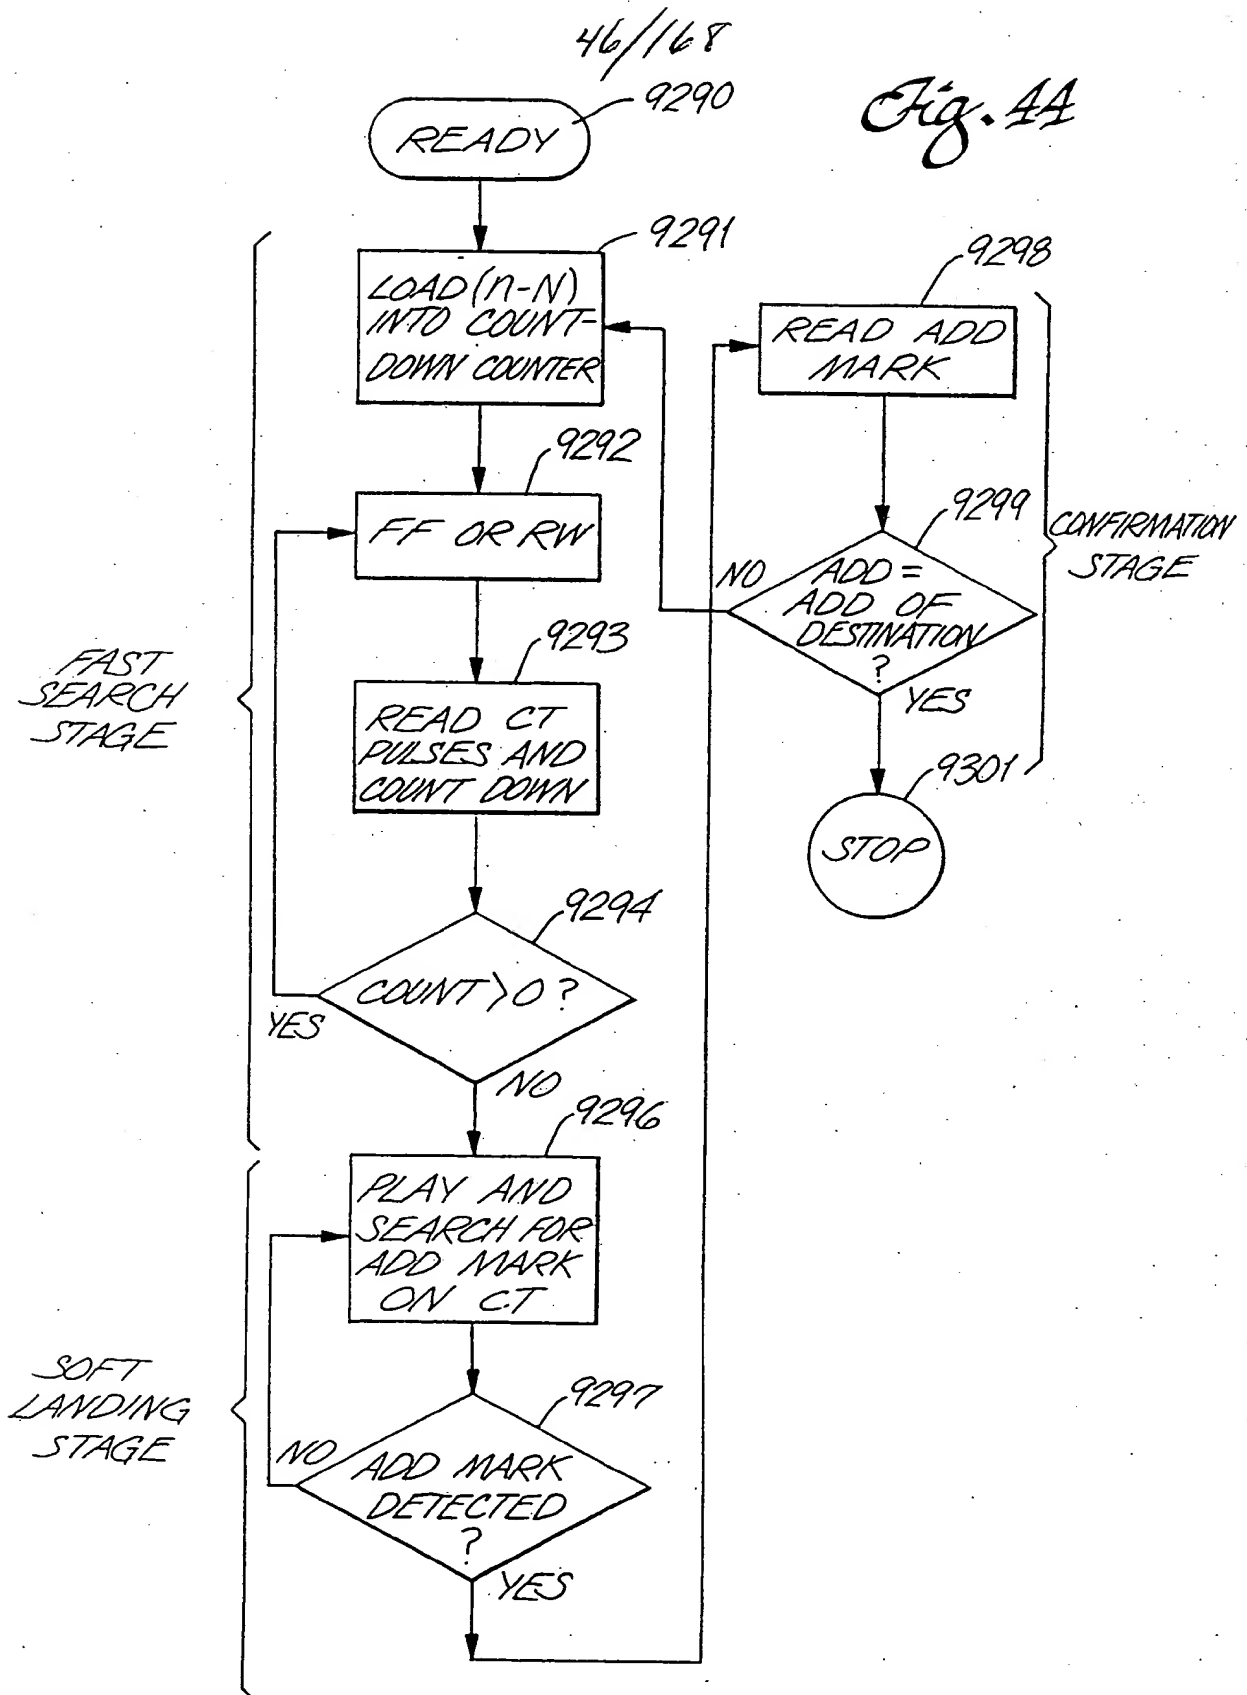 46/168
Fig. 44
9290
READY
9291
LOAD (n-N)
INTO COUNT-
DOWN COUNTER
9292
FF OR RW
9293
READ CT
PULSES AND
COUNT DOWN
9294
COUNT>0?
YES
NO
FAST
SEARCH
STAGE
9296
PLAY AND
SEARCH FOR
ADD MARK
ON CT
9297
ADD MARK
DETECTED
?
NO
YES
SOFT
LANDING
STAGE
9298
READ ADD
MARK
9299
ADD =
ADD OF
DESTINATION
?
NO
YES
9301
STOP
CONFIRMATION
STAGE